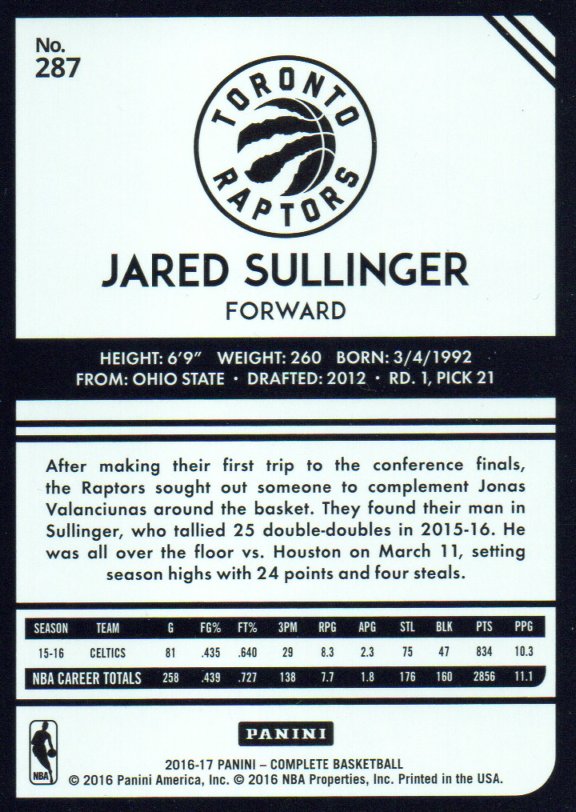 No.
287
TORONTO
RAPTORS
JARED SULLINGER
FORWARD
HEIGHT: 6'9" WEIGHT: 260 BORN: 3/4/1992
FROM: OHIO STATE • DRAFTED: 2012 • RD. 1, PICK 21
After making their first trip to the conference finals,
the Raptors sought out someone to complement Jonas
Valanciunas around the basket. They found their man in
Sullinger, who tallied 25 double-doubles in 2015-16. He
was all over the floor vs. Houston on March 11, setting
season highs with 24 points and four steals.
SEASON TEAM G FG% FT% 3PM RPG APG STL BLK PTS PPG
15-16 CELTICS 81 .435 .640 29 8.3 2.3 75 47 834 10.3
NBA CAREER TOTALS 258 .439 .727 138 7.7 1.8 176 160 2856 11.1
PANINI
NBA
2016-17 PANINI – COMPLETE BASKETBALL
© 2016 Panini America, Inc. © 2016 NBA Properties, Inc. Printed in the USA.